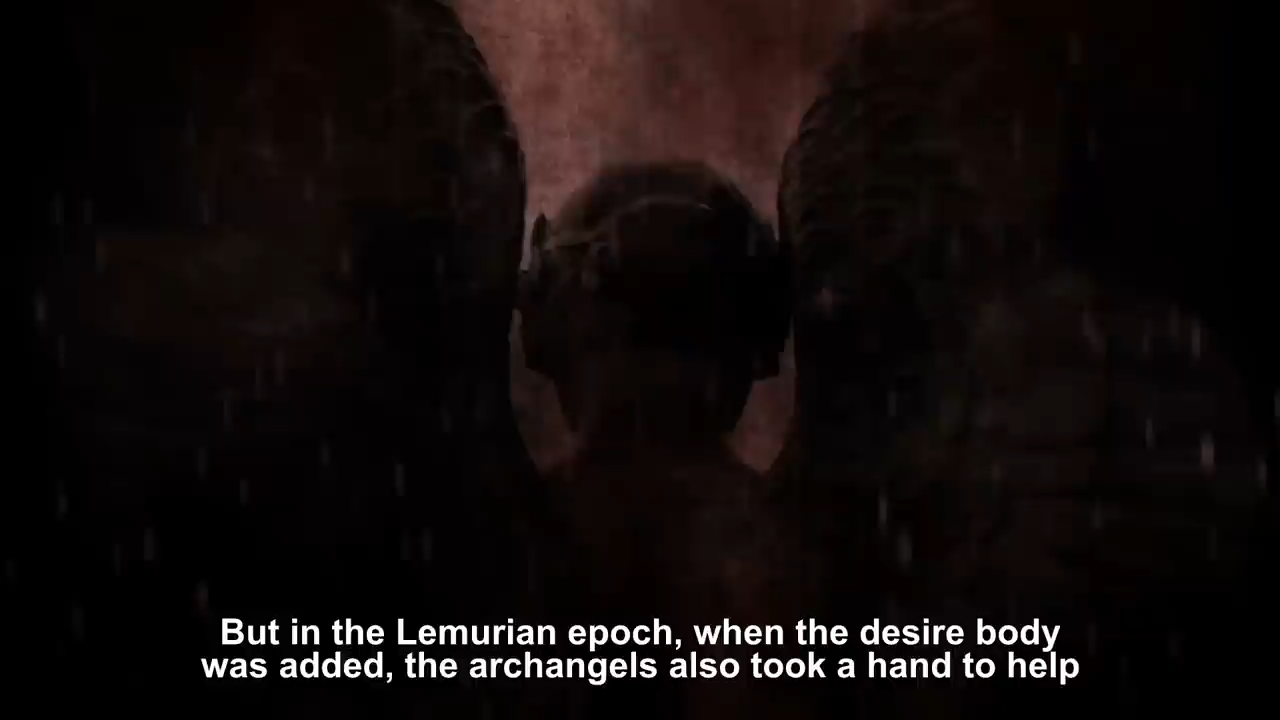 But in the Lemurian epoch, when the desire body
was added, the archangels also took a hand to help